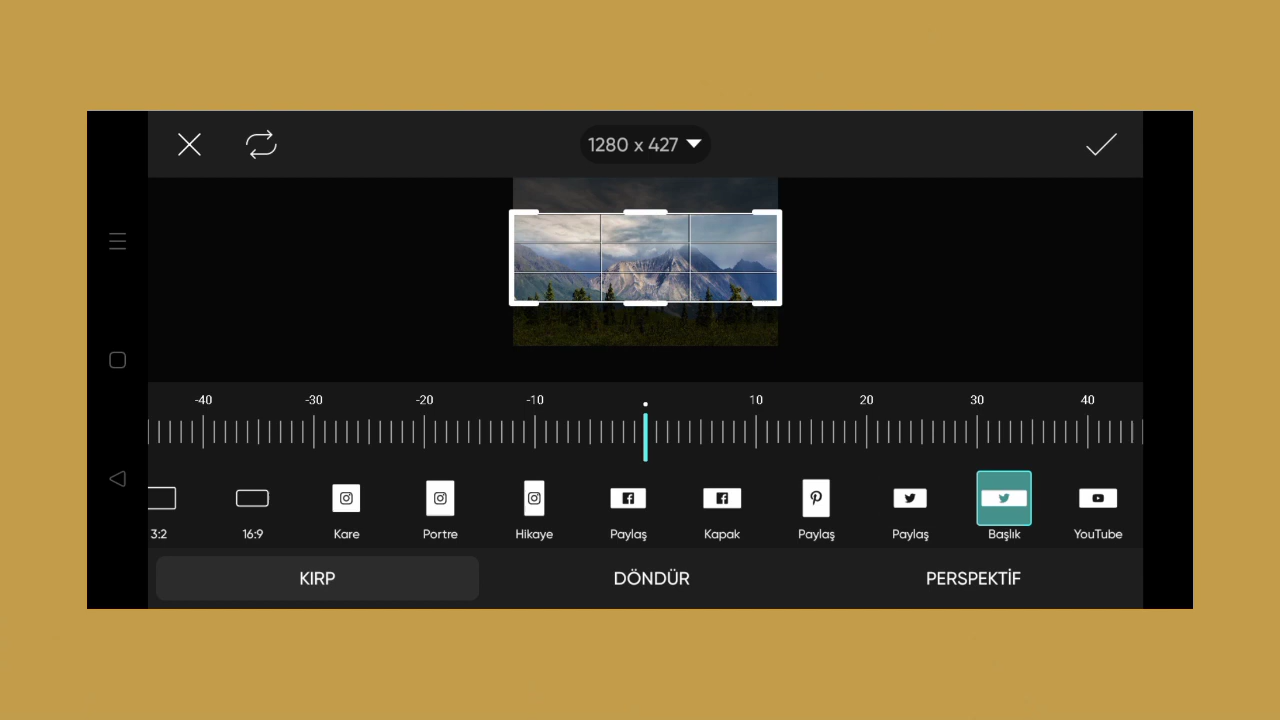 1280 x 427
-40 -30 -20 -10 10 20 30 40
3:2 16:9 Kare Portre Hikaye Paylaş Kapak Paylaş Paylaş Başlık YouTube
KIRP DÖNDÜR PERSPEKTİF